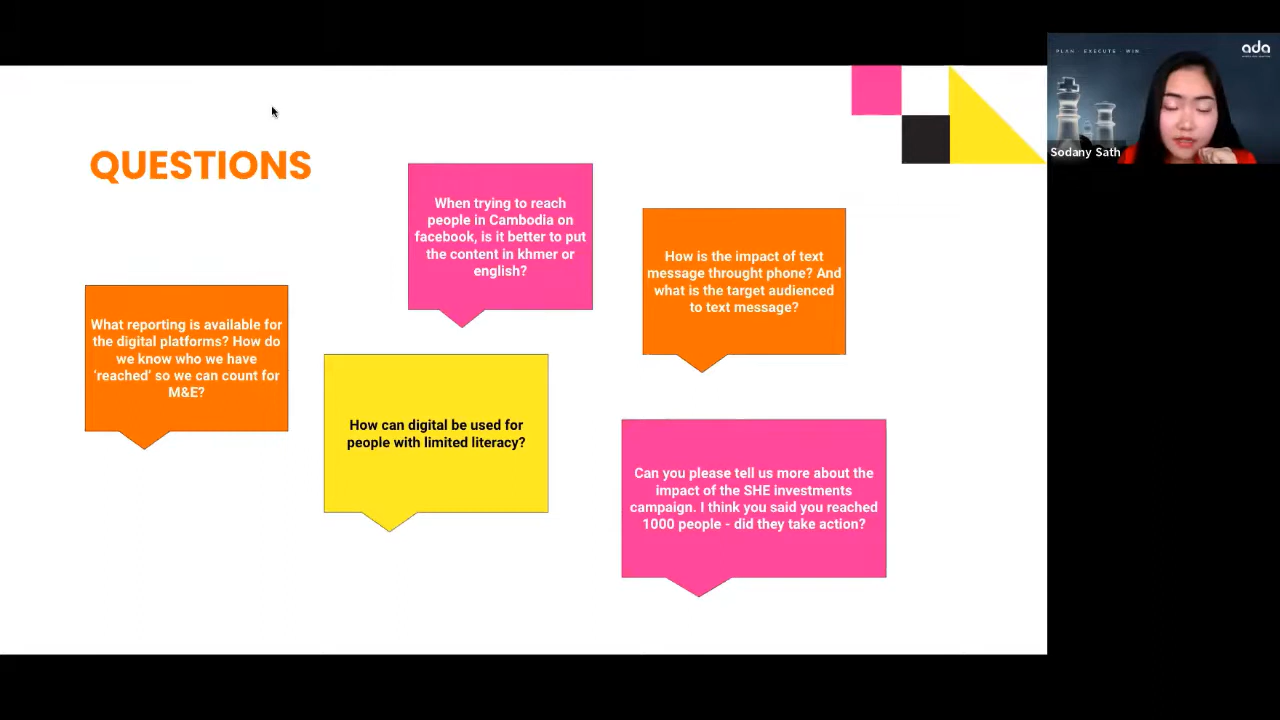 QUESTIONS
When trying to reach
people in Cambodia on
facebook, is it better to put
the content in khmer or
english?
How is the impact of text
message throught phone? And
what is the target audienced
to text message?
What reporting is available for
the digital platforms? How do
we know who we have
‘reached’ so we can count for
M&E?
How can digital be used for
people with limited literacy?
Can you please tell us more about the
impact of the SHE investments
campaign. I think you said you reached
1000 people - did they take action?
PLAN · EXECUTE · WIN
ada
Sodany Sath